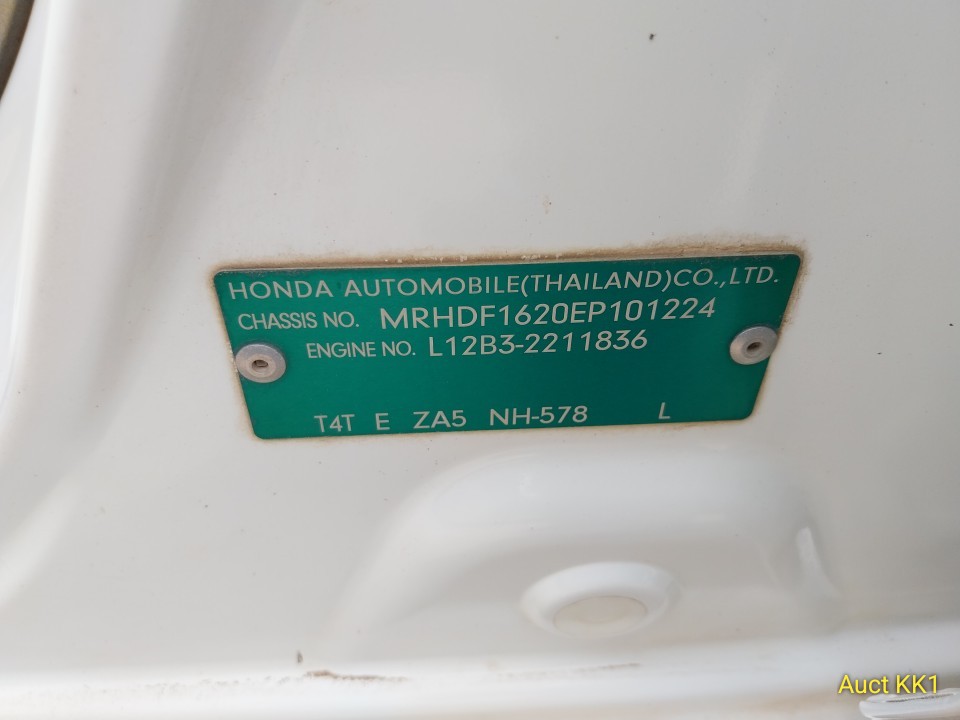 HONDA AUTOMOBILE(THAILAND)CO.,LTD.
CHASSIS NO. MRHDF1620EP101224
ENGINE NO. L12B3-2211836
T4T E ZA5 NH-578 L
Auct KK1